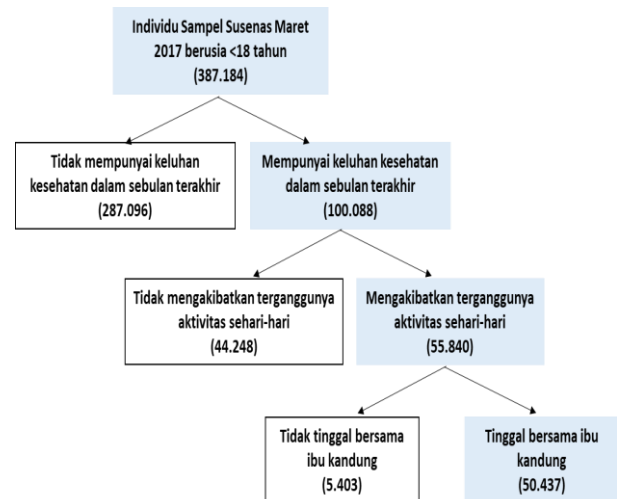 Individu Sampel Susenas Maret
2017 berusia <18 tahun
(387.184)
Tidak mempunyai keluhan
kesehatan dalam sebulan terakhir
(287.096)
Mempunyai keluhan kesehatan
dalam sebulan terakhir
(100.088)
Tidak mengakibatkan terganggunya
aktivitas sehari-hari
(44.248)
Mengakibatkan terganggunya
aktivitas sehari-hari
(55.840)
Tidak tinggal bersama
ibu kandung
(5.403)
Tinggal bersama ibu
kandung
(50.437)